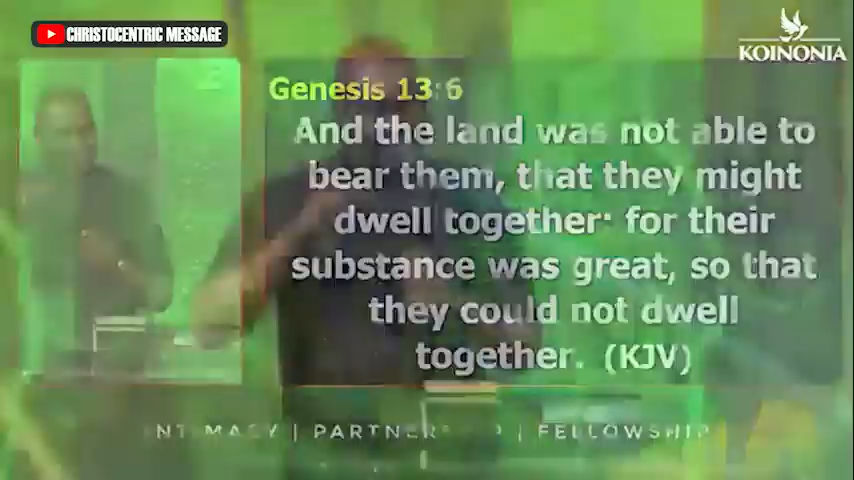 CHRISTOCENTRIC MESSAGE
KOINONIA
Genesis 13:6
And the land was not able to
bear them, that they might
dwell together: for their
substance was great, so that
they could not dwell
together. (KJV)
| PARTNERSHIP | FELLOWSHIP